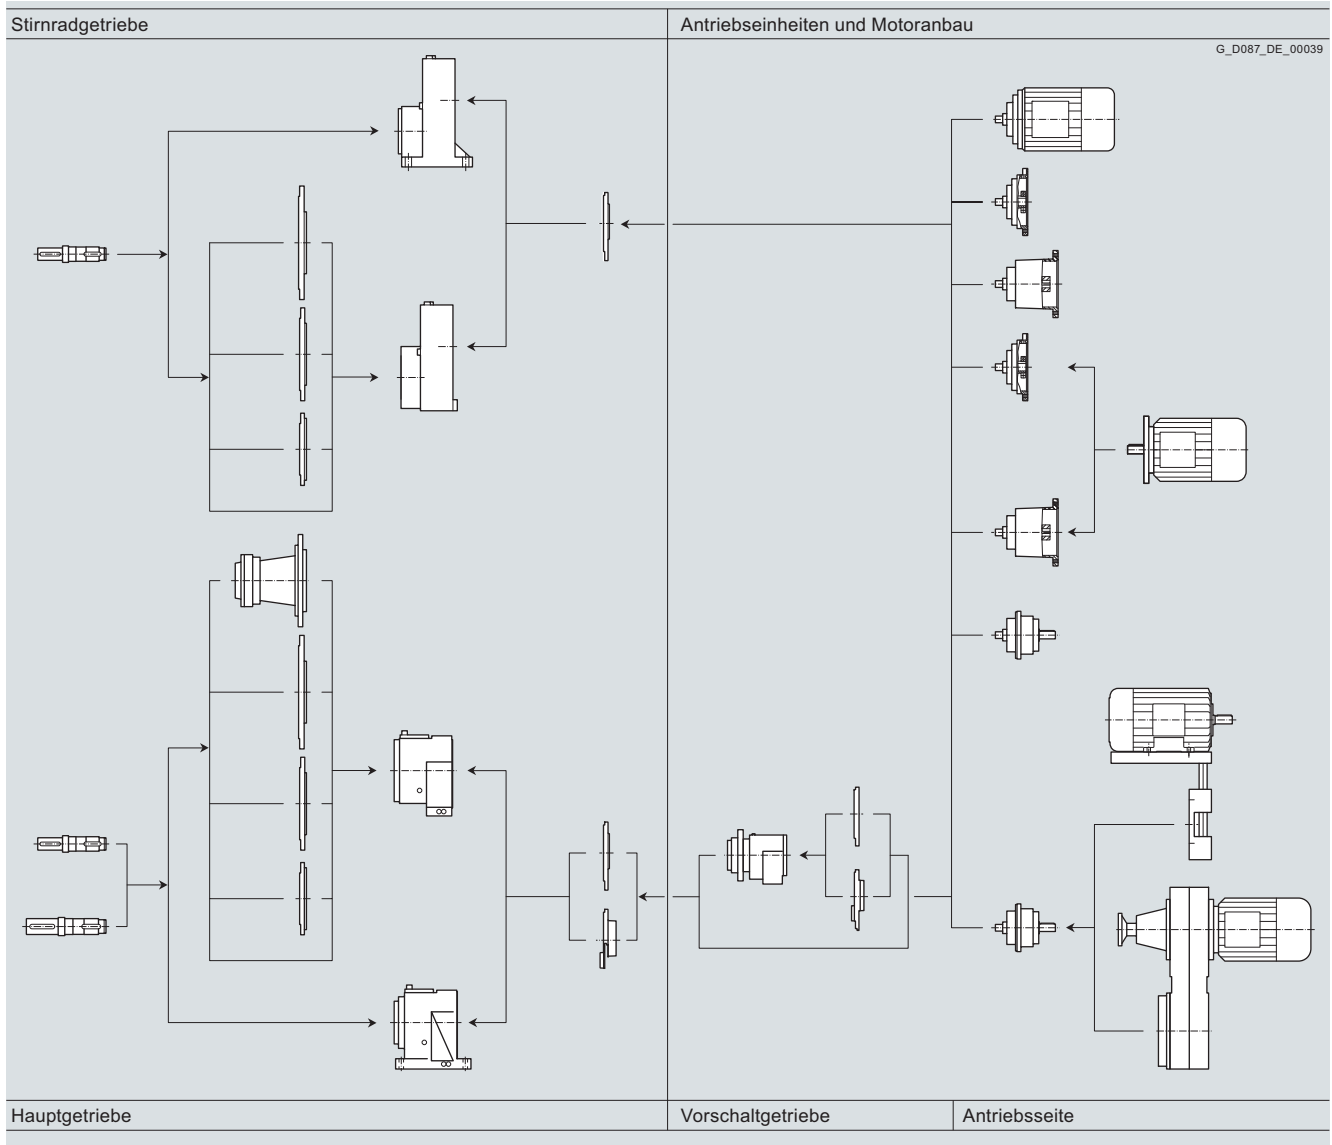 Stirnradgetriebe
Antriebseinheiten und Motoranbau
G_D087_DE_00039
Hauptgetriebe
Vorschaltgetriebe
Antriebsseite